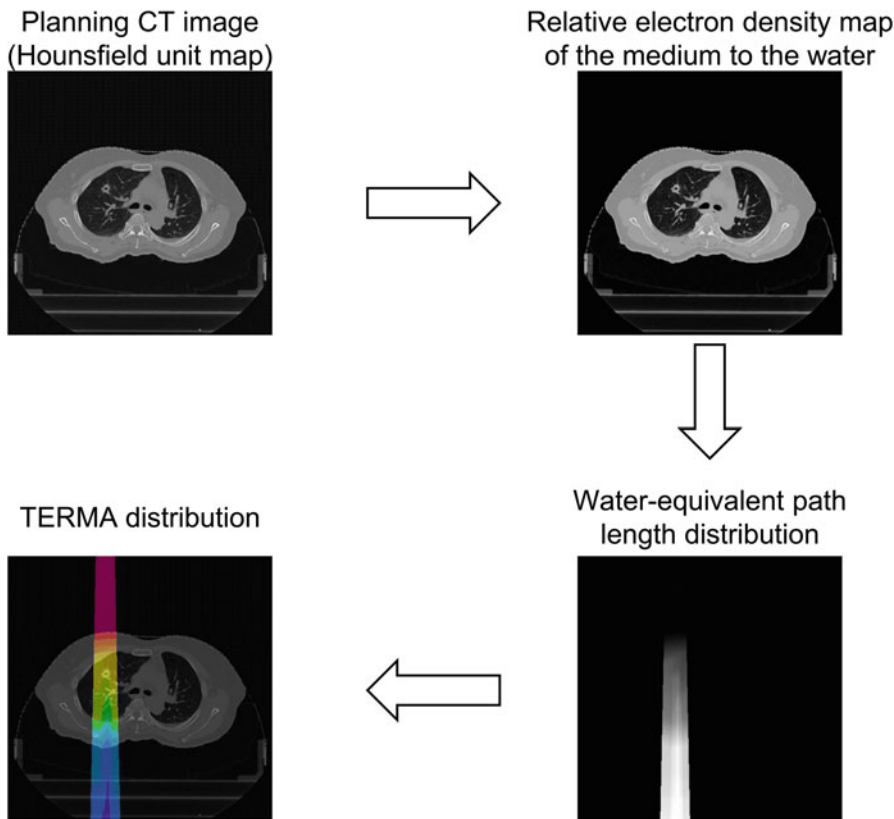 Planning CT image
(Hounsfield unit map)
Relative electron density map
of the medium to the water
Water-equivalent path
length distribution
TERMA distribution